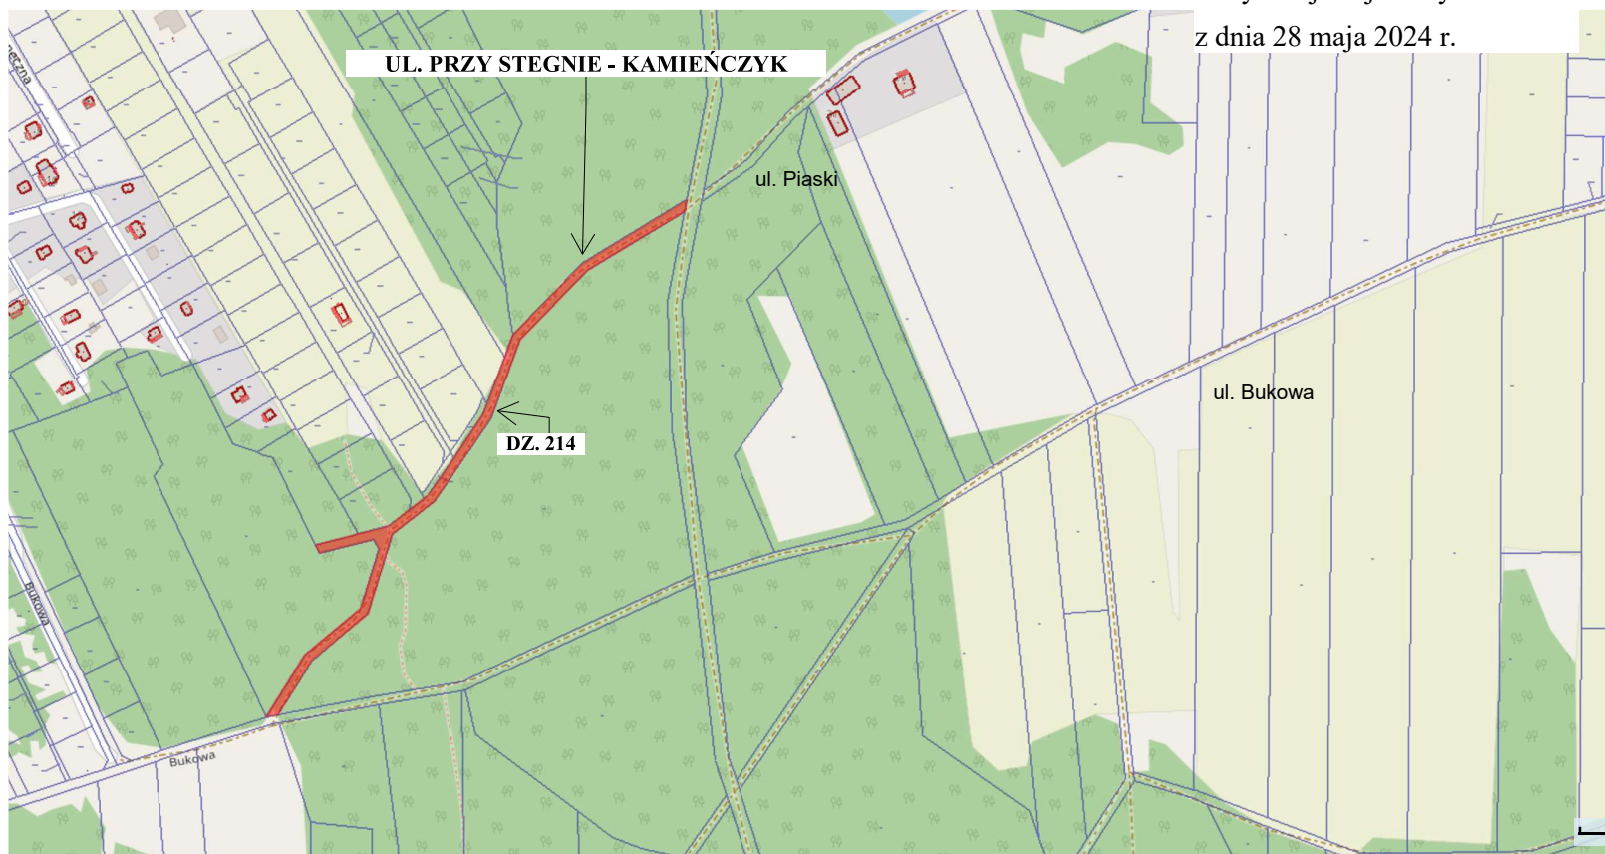 z dnia 28 maja 2024 r.
UL. PRZY STEGNIE - KAMIEŃCZYK
ul. Piaski
ul. Bukowa
DZ. 214
Bukowa
Bukowa